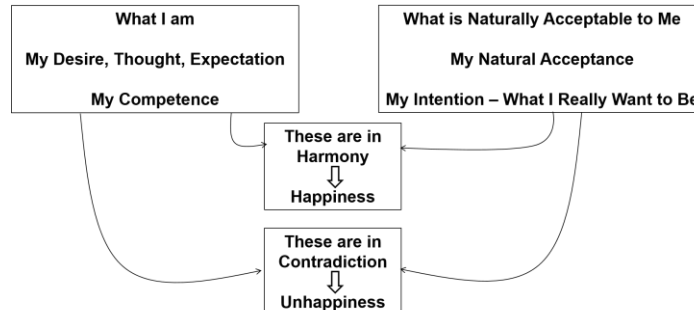 What I am
My Desire, Thought, Expectation
My Competence
What is Naturally Acceptable to Me
My Natural Acceptance
My Intention – What I Really Want to Be
These are in
Harmony
Happiness
These are in
Contradiction
Unhappiness